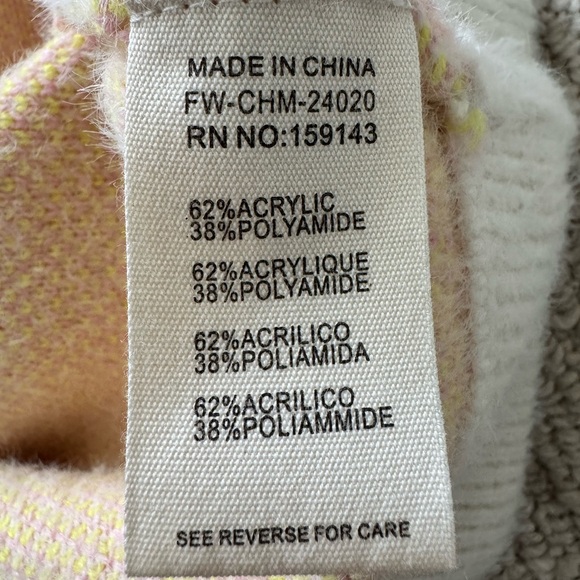 MADE IN CHINA
FW-CHM-24020
RN NO:159143
62%ACRYLIC
38%POLYAMIDE
62%ACRYLIQUE
38%POLYAMIDE
62%ACRILICO
38%POLIAMIDA
62%ACRILICO
38%POLIAMMIDE
SEE REVERSE FOR CARE